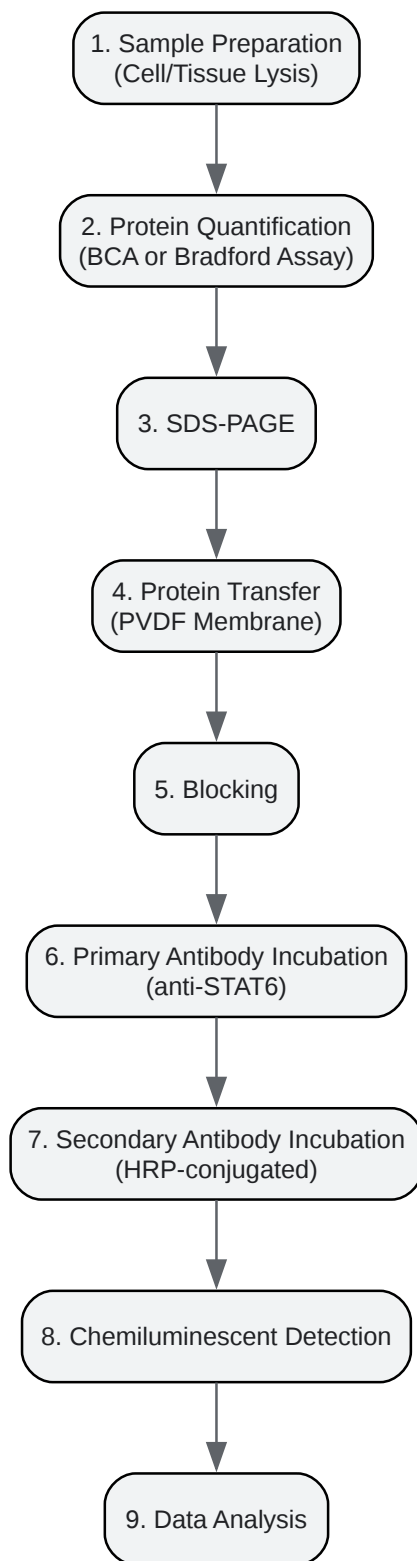 1. Sample Preparation
(Cell/Tissue Lysis)
2. Protein Quantification
(BCA or Bradford Assay)
3. SDS-PAGE
4. Protein Transfer
(PVDF Membrane)
5. Blocking
6. Primary Antibody Incubation
(anti-STAT6)
7. Secondary Antibody Incubation
(HRP-conjugated)
8. Chemiluminescent Detection
9. Data Analysis